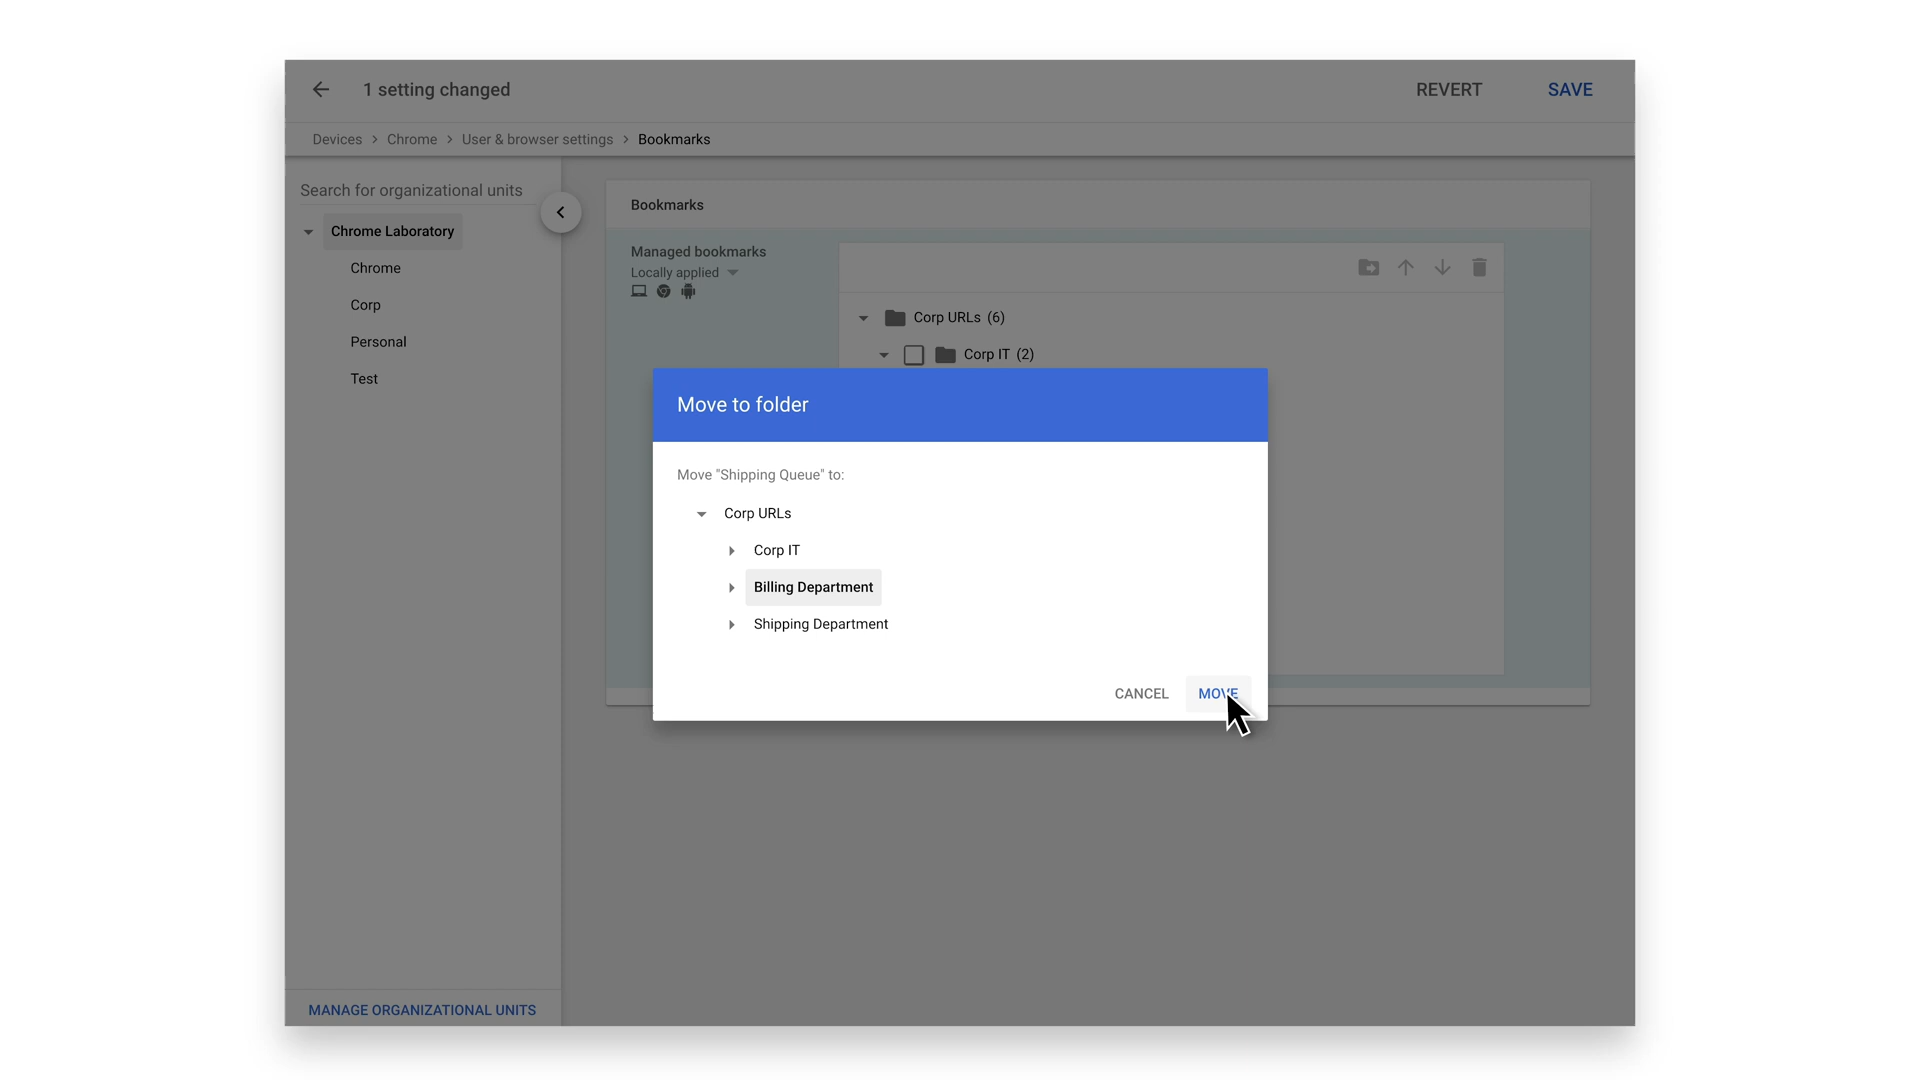 1 setting changed
REVERT
SAVE
Devices > Chrome > User & browser settings > Bookmarks
Search for organizational units
Chrome Laboratory
Chrome
Corp
Personal
Test
MANAGE ORGANIZATIONAL UNITS
Bookmarks
Managed bookmarks
Locally applied
Corp URLs (6)
Corp IT (2)
Move to folder
Move "Shipping Queue" to:
Corp URLs
Corp IT
Billing Department
Shipping Department
CANCEL
MOVE